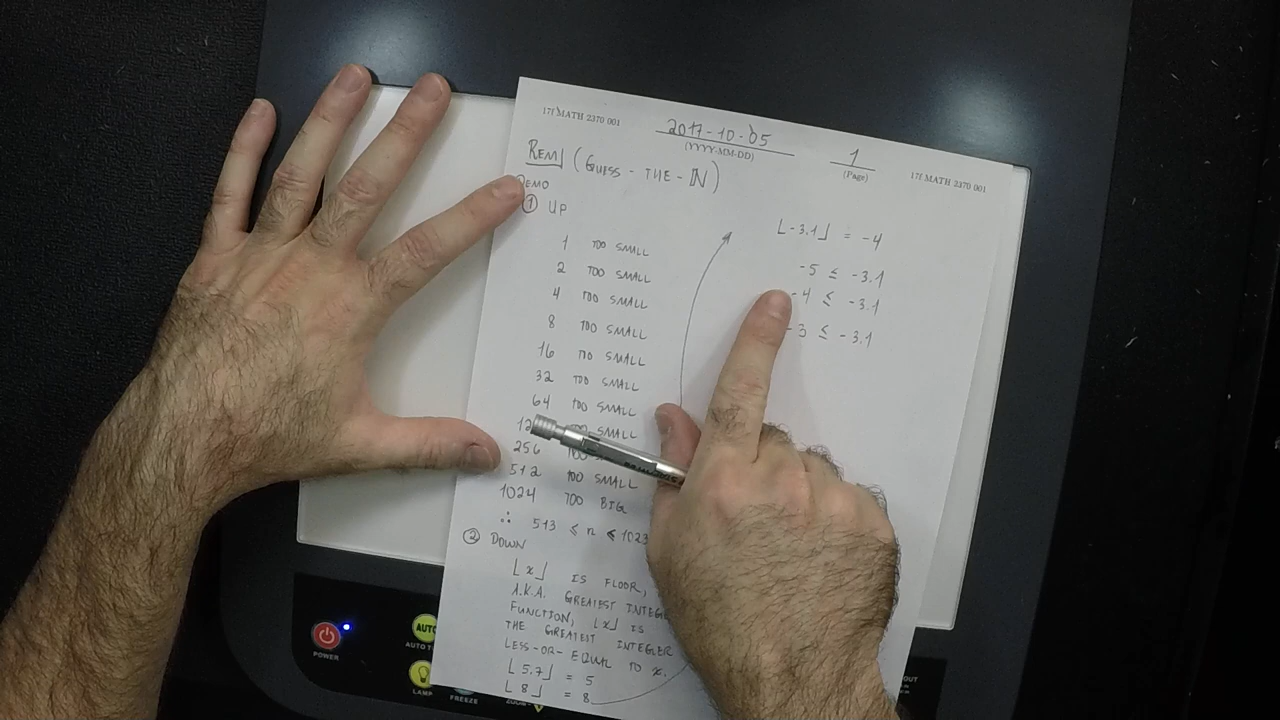 17f MATH 2370 001
2017-10-05
(YYYY-MM-DD)
1
(Page)
17f MATH 2370 001
REM (GUESS-THE-ℕ)
DEMO
① UP
1 TOO SMALL
2 TOO SMALL
4 TOO SMALL
8 TOO SMALL
16 TOO SMALL
32 TOO SMALL
64 TOO SMALL
SMALL
256
512 TOO SMALL
1024 TOO BIG
∴ 513 ≤ n ≤ 1023
② DOWN
⌊x⌋ IS FLOOR,
A.K.A. GREATEST INTEGER
FUNCTION; ⌊x⌋ IS
THE GREATEST INTEGER
LESS-OR-EQUAL TO x.
⌊5.7⌋ = 5
⌊8⌋ = 8
⌊-3.1⌋ = -4
-5 ≤ -3.1
-4 ≤ -3.1
-3 ≤ -3.1
POWER
AUTO
LAMP
FREEZE